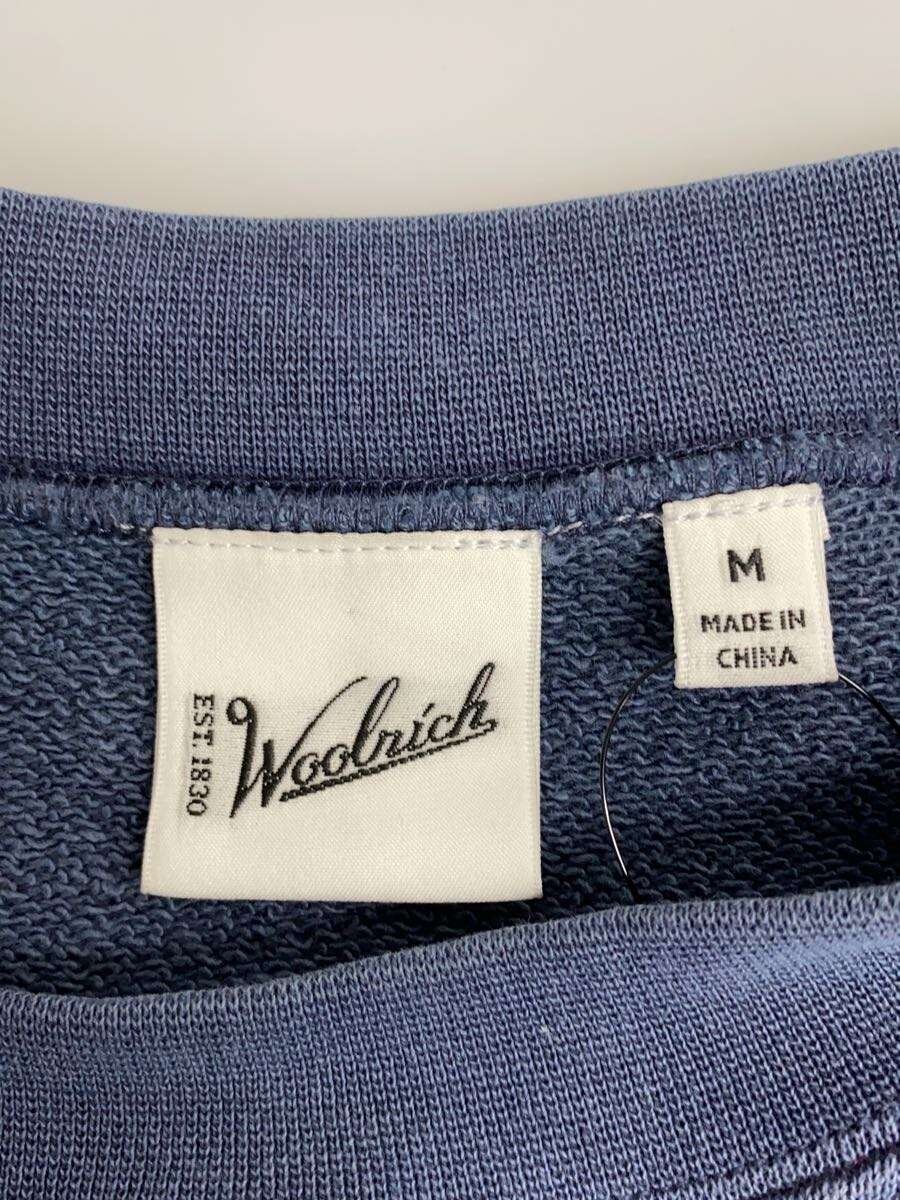 EST. 1830
Woolrich
M
MADE IN
CHINA